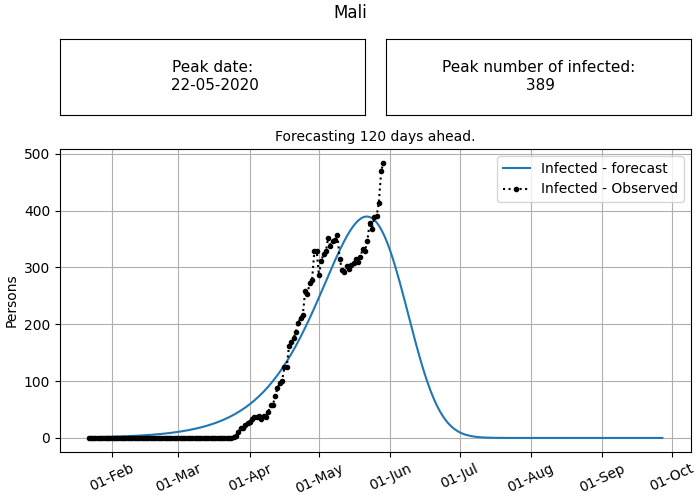 Mali
Peak date:
22-05-2020
Peak number of infected:
389
Forecasting 120 days ahead.
Infected - forecast
Infected - Observed
Persons
500
400
300
200
100
0
01-Feb
01-Mar
01-Apr
01-May
01-Jun
01-Jul
01-Aug
01-Sep
01-Oct